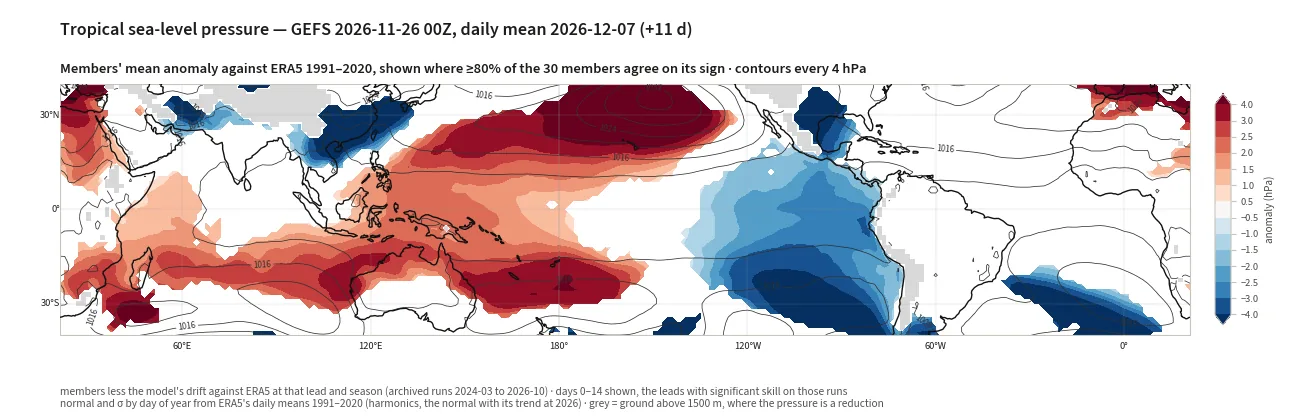 Tropical sea-level pressure — GEFS 2026-11-26 00Z, daily mean 2026-12-07 (+11 d)
Members' mean anomaly against ERA5 1991–2020, shown where ≥80% of the 30 members agree on its sign · contours every 4 hPa
30°N
0°
30°S
60°E
120°E
180°
120°W
60°W
0°
1016
1016
1016
1016
1016
1016
4.0
3.0
2.5
2.0
1.5
1.0
0.5
−0.5
−1.0
−1.5
−2.0
−2.5
−3.0
−4.0
anomaly (hPa)
members less the model's drift against ERA5 at that lead and season (archived runs 2024-03 to 2026-10) · days 0–14 shown, the leads with significant skill on those runs
normal and σ by day of year from ERA5's daily means 1991–2020 (harmonics, the normal with its trend at 2026) · grey = ground above 1500 m, where the pressure is a reduction